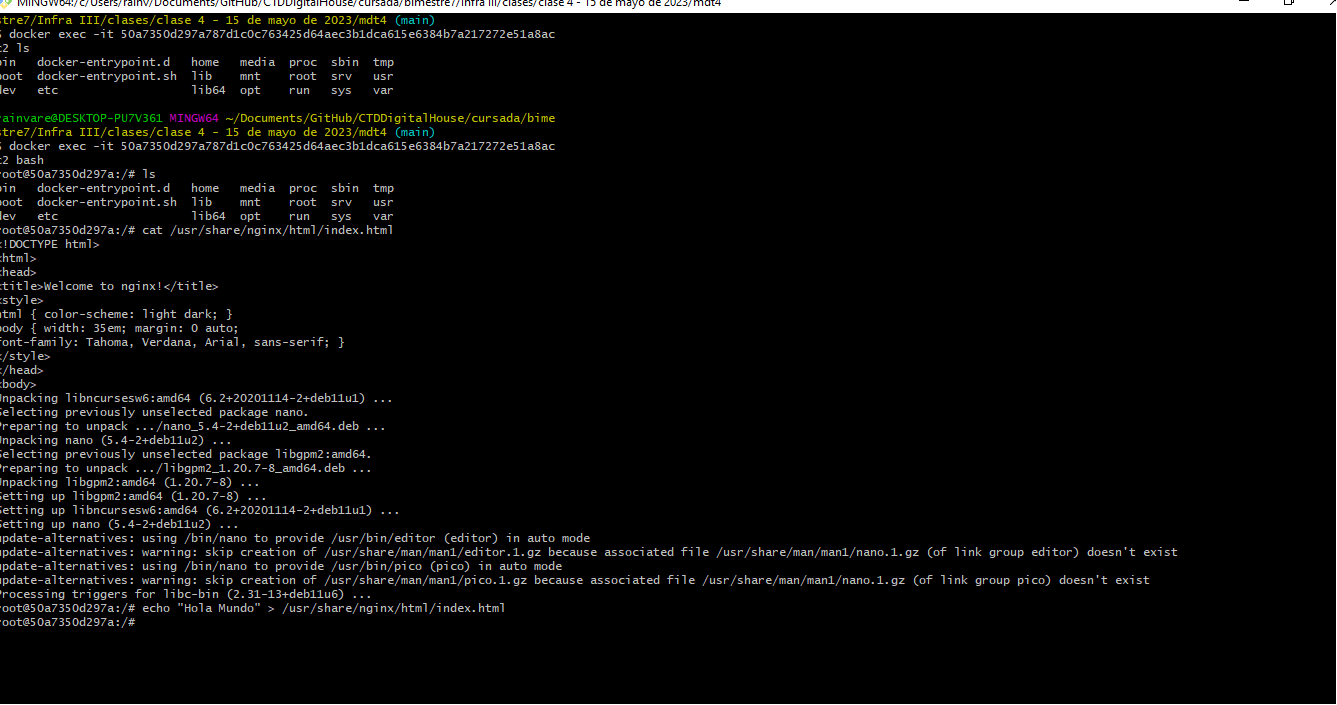 MINGW64:/c/Users/rainv/Documents/GitHub/CTDDigitalHouse/cursada/bimestre7/Infra III/clases/clase 4 - 15 de mayo de 2023/mdt4
stre7/Infra III/clases/clase 4 - 15 de mayo de 2023/mdt4 (main)
$ docker exec -it 50a7350d297a787d1c0c763425d64aec3b1dca615e6384b7a217272e51a8ac
c2 ls
bin   docker-entrypoint.d   home   media  proc  sbin  tmp
boot  docker-entrypoint.sh  lib    mnt    root  srv   usr
dev   etc                   lib64  opt    run   sys   var
rainvare@DESKTOP-PU7V361 MINGW64 ~/Documents/GitHub/CTDDigitalHouse/cursada/bime
stre7/Infra III/clases/clase 4 - 15 de mayo de 2023/mdt4 (main)
$ docker exec -it 50a7350d297a787d1c0c763425d64aec3b1dca615e6384b7a217272e51a8ac
c2 bash
root@50a7350d297a:/# ls
bin   docker-entrypoint.d   home   media  proc  sbin  tmp
boot  docker-entrypoint.sh  lib    mnt    root  srv   usr
dev   etc                   lib64  opt    run   sys   var
root@50a7350d297a:/# cat /usr/share/nginx/html/index.html
<!DOCTYPE html>
<html>
<head>
<title>Welcome to nginx!</title>
<style>
html { color-scheme: light dark; }
body { width: 35em; margin: 0 auto;
font-family: Tahoma, Verdana, Arial, sans-serif; }
</style>
</head>
<body>
Unpacking libncursesw6:amd64 (6.2+20201114-2+deb11u1) ...
Selecting previously unselected package nano.
Preparing to unpack .../nano_5.4-2+deb11u2_amd64.deb ...
Unpacking nano (5.4-2+deb11u2) ...
Selecting previously unselected package libgpm2:amd64.
Preparing to unpack .../libgpm2_1.20.7-8_amd64.deb ...
Unpacking libgpm2:amd64 (1.20.7-8) ...
Setting up libgpm2:amd64 (1.20.7-8) ...
Setting up libncursesw6:amd64 (6.2+20201114-2+deb11u1) ...
Setting up nano (5.4-2+deb11u2) ...
update-alternatives: using /bin/nano to provide /usr/bin/editor (editor) in auto mode
update-alternatives: warning: skip creation of /usr/share/man/man1/editor.1.gz because associated file /usr/share/man/man1/nano.1.gz (of link group editor) doesn't exist
update-alternatives: using /bin/nano to provide /usr/bin/pico (pico) in auto mode
update-alternatives: warning: skip creation of /usr/share/man/man1/pico.1.gz because associated file /usr/share/man/man1/nano.1.gz (of link group pico) doesn't exist
Processing triggers for libc-bin (2.31-13+deb11u6) ...
root@50a7350d297a:/# echo "Hola Mundo" > /usr/share/nginx/html/index.html
root@50a7350d297a:/#